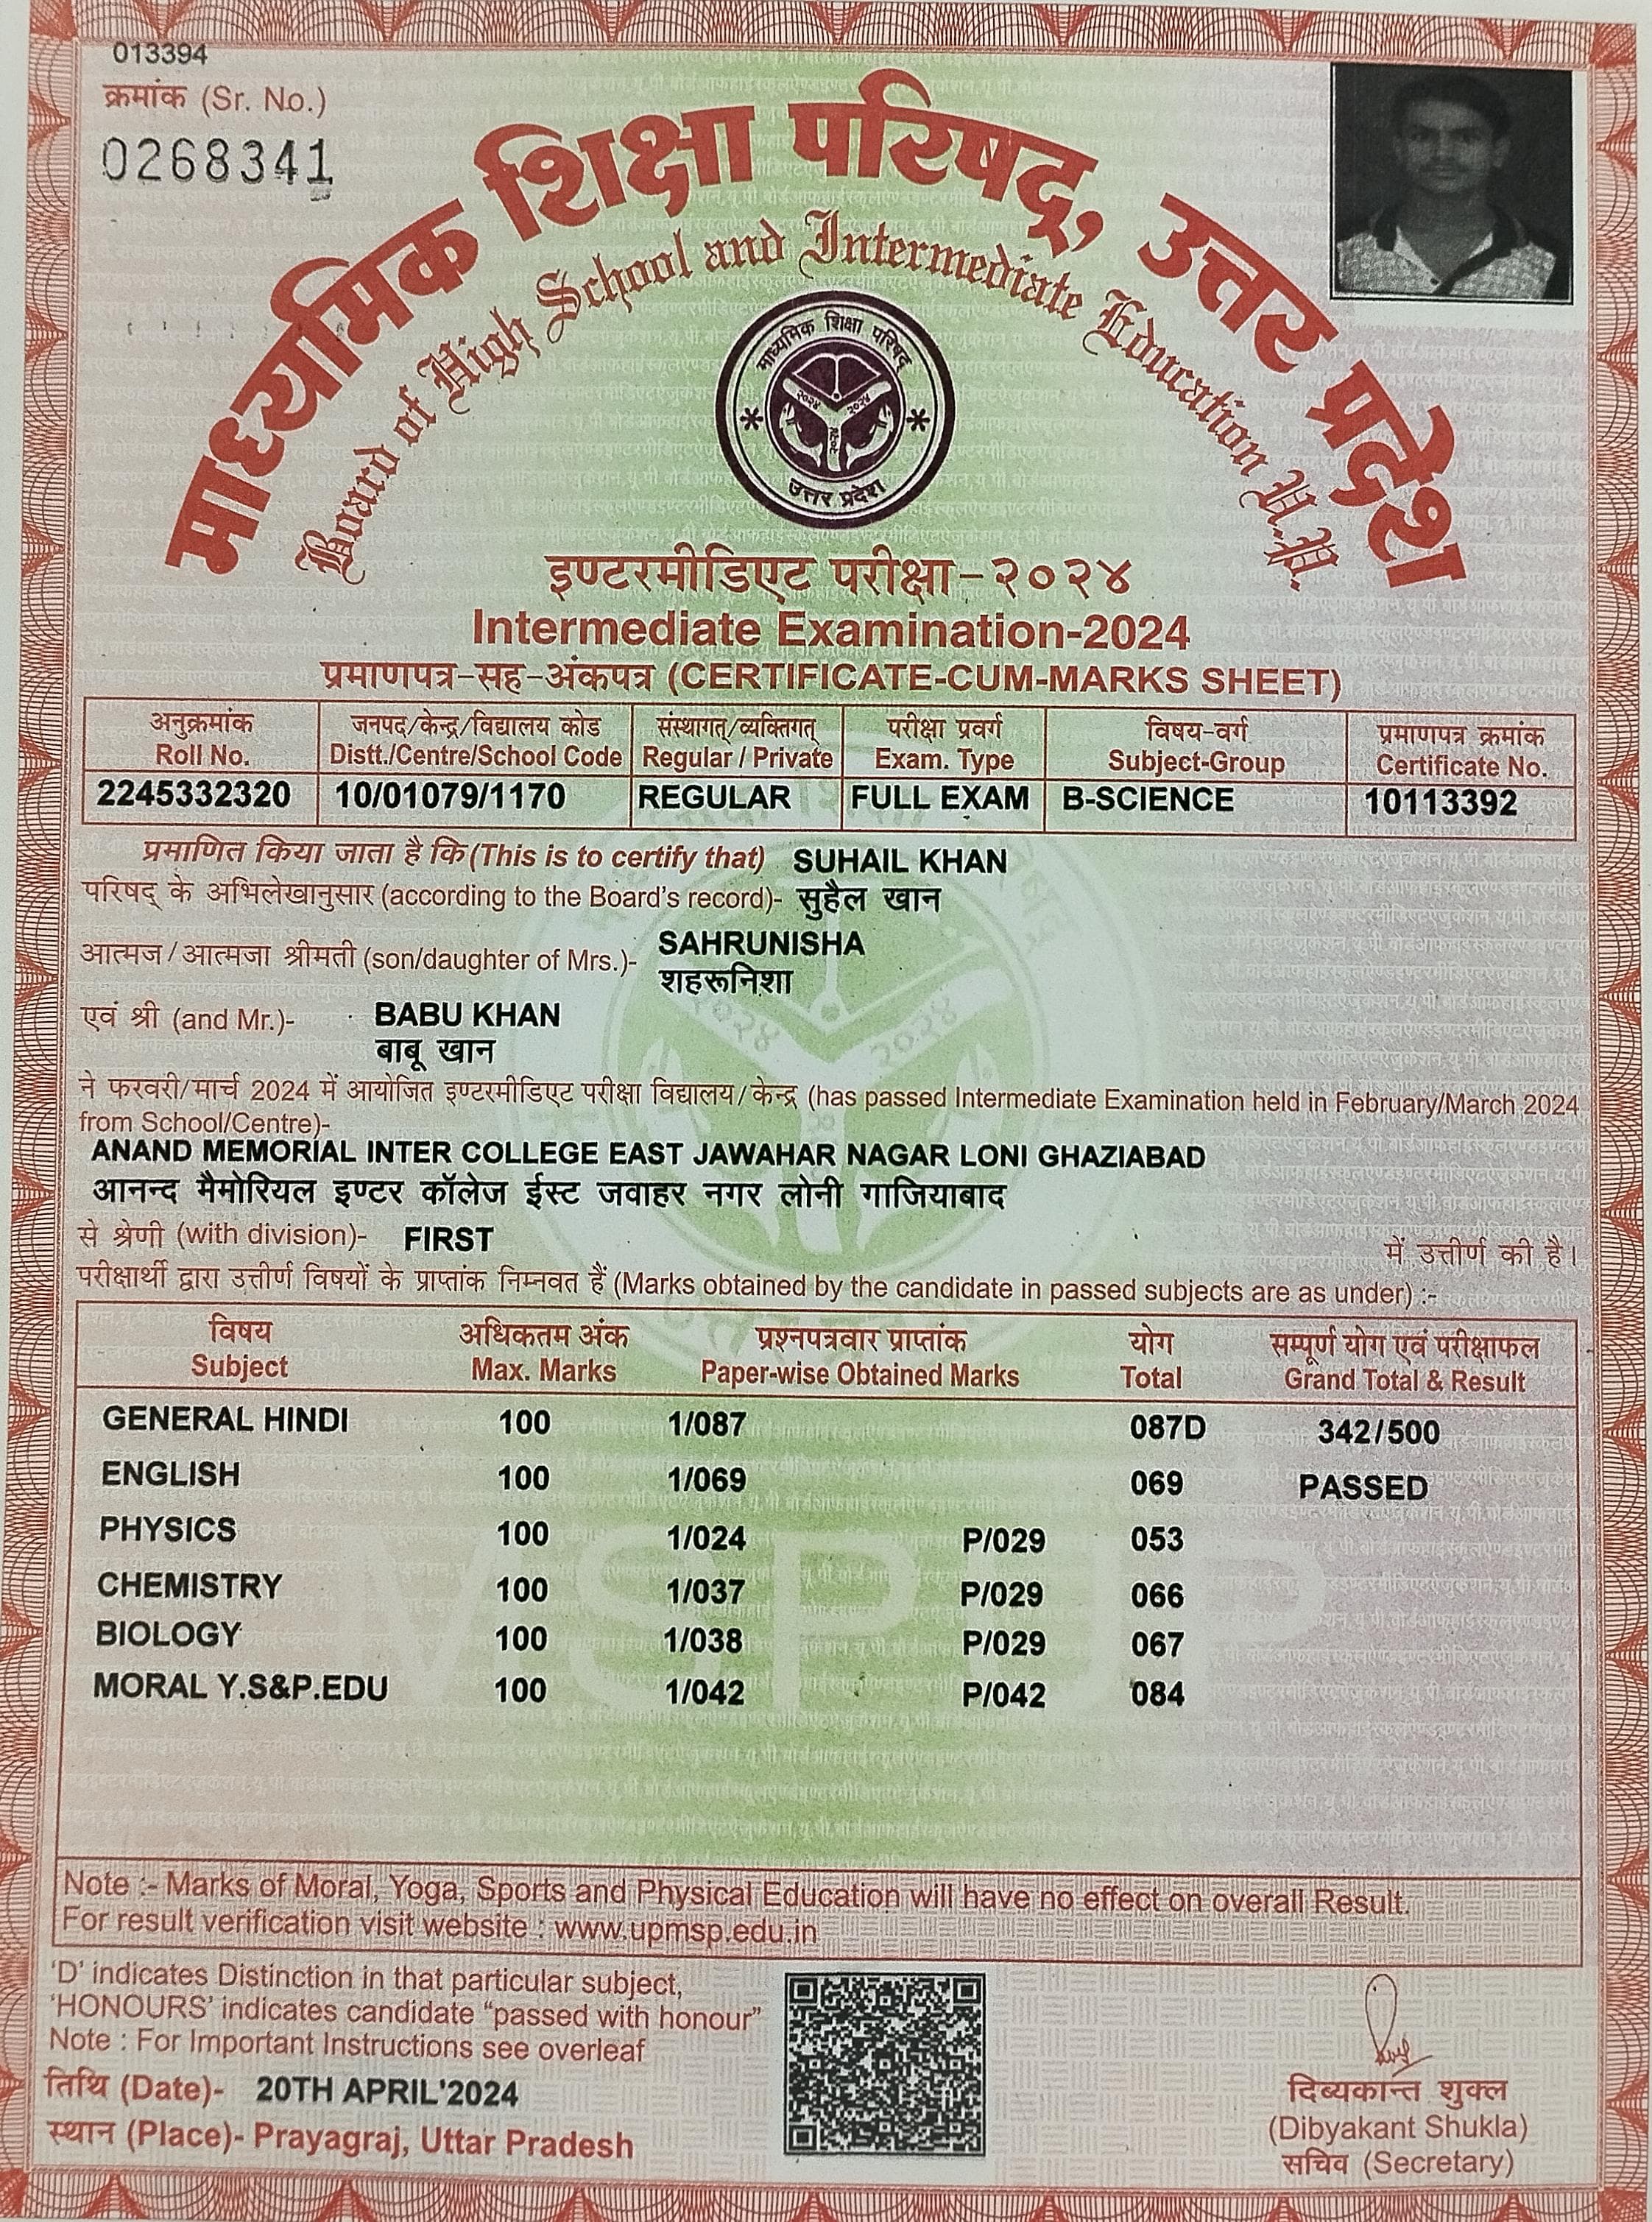 013394
क्रमांक (Sr. No.)
0268341
माध्यमिक शिक्षा परिषद्, उत्तर प्रदेश
Board of High School and Intermediate Education U.P.
माध्यमिक शिक्षा परिषद्
२०२४ २०२४
उत्तर प्रदेश
इण्टरमीडिएट परीक्षा-२०२४
Intermediate Examination-2024
प्रमाणपत्र-सह-अंकपत्र (CERTIFICATE-CUM-MARKS SHEET)
अनुक्रमांक जनपद/केन्द्र/विद्यालय कोड संस्थागत्/व्यक्तिगत् परीक्षा प्रवर्ग विषय-वर्ग प्रमाणपत्र क्रमांक
Roll No. Distt./Centre/School Code Regular / Private Exam. Type Subject-Group Certificate No.
2245332320 10/01079/1170 REGULAR FULL EXAM B-SCIENCE 10113392
प्रमाणित किया जाता है कि (This is to certify that) SUHAIL KHAN
परिषद् के अभिलेखानुसार (according to the Board's record)- सुहैल खान
आत्मज/आत्मजा श्रीमती (son/daughter of Mrs.)- SAHRUNISHA
शहरूनिशा
एवं श्री (and Mr.)- BABU KHAN
बाबू खान
ने फरवरी/मार्च 2024 में आयोजित इण्टरमीडिएट परीक्षा विद्यालय/केन्द्र (has passed Intermediate Examination held in February/March 2024
from School/Centre)-
ANAND MEMORIAL INTER COLLEGE EAST JAWAHAR NAGAR LONI GHAZIABAD
आनन्द मैमोरियल इण्टर कॉलेज ईस्ट जवाहर नगर लोनी गाजियाबाद
से श्रेणी (with division)- FIRST में उत्तीर्ण की है।
परीक्षार्थी द्वारा उत्तीर्ण विषयों के प्राप्तांक निम्नवत हैं (Marks obtained by the candidate in passed subjects are as under) :-
विषय अधिकतम अंक प्रश्नपत्रवार प्राप्तांक योग सम्पूर्ण योग एवं परीक्षाफल
Subject Max. Marks Paper-wise Obtained Marks Total Grand Total & Result
GENERAL HINDI 100 1/087 087D 342/500
ENGLISH 100 1/069 069 PASSED
PHYSICS 100 1/024 P/029 053
CHEMISTRY 100 1/037 P/029 066
BIOLOGY 100 1/038 P/029 067
MORAL Y.S&P.EDU 100 1/042 P/042 084
Note :- Marks of Moral, Yoga, Sports and Physical Education will have no effect on overall Result.
For result verification visit website : www.upmsp.edu.in
'D' indicates Distinction in that particular subject,
'HONOURS' indicates candidate "passed with honour"
Note : For Important Instructions see overleaf
तिथि (Date)- 20TH APRIL'2024
स्थान (Place)- Prayagraj, Uttar Pradesh
दिब्यकान्त शुक्ल
(Dibyakant Shukla)
सचिव (Secretary)